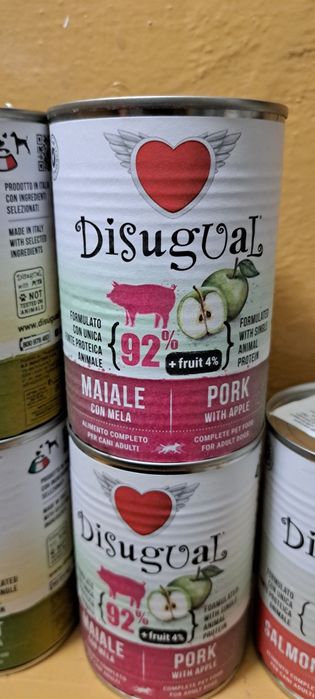 PRODOTTO IN ITALIA
CON INGREDIENTI
SELEZIONATI
MADE IN ITALY
WITH SELECTED
INGREDIENTS
NOT
TESTED ON
ANIMALS
DisuguaL
FORMULATO
CON UNICA
FONTE PROTEICA
ANIMALE
92%
+ fruit 4%
FORMULATED
WITH SINGLE
ANIMAL
PROTEIN
MAIALE
CON MELA
ALIMENTO COMPLETO
PER CANI ADULTI
PORK
WITH APPLE
COMPLETE PET FOOD
FOR ADULT DOGS
DisuguaL
92%
+ fruit 4%
FORMULATED
WITH SINGLE
ANIMAL
MAIALE
CON MELA
PORK
WITH APPLE
FORMULATO
CON UNICA